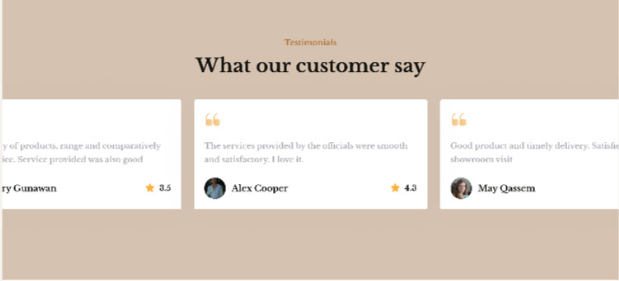 Testimonials
What our customer say
y of products, range and comparatively
ice. Service provided was also good
ry Gunawan
3.5
The services provided by the officials were smooth
and satisfactory. I love it.
Alex Cooper
4.3
Good product and timely delivery. Satisfie
showroom visit
May Qassem